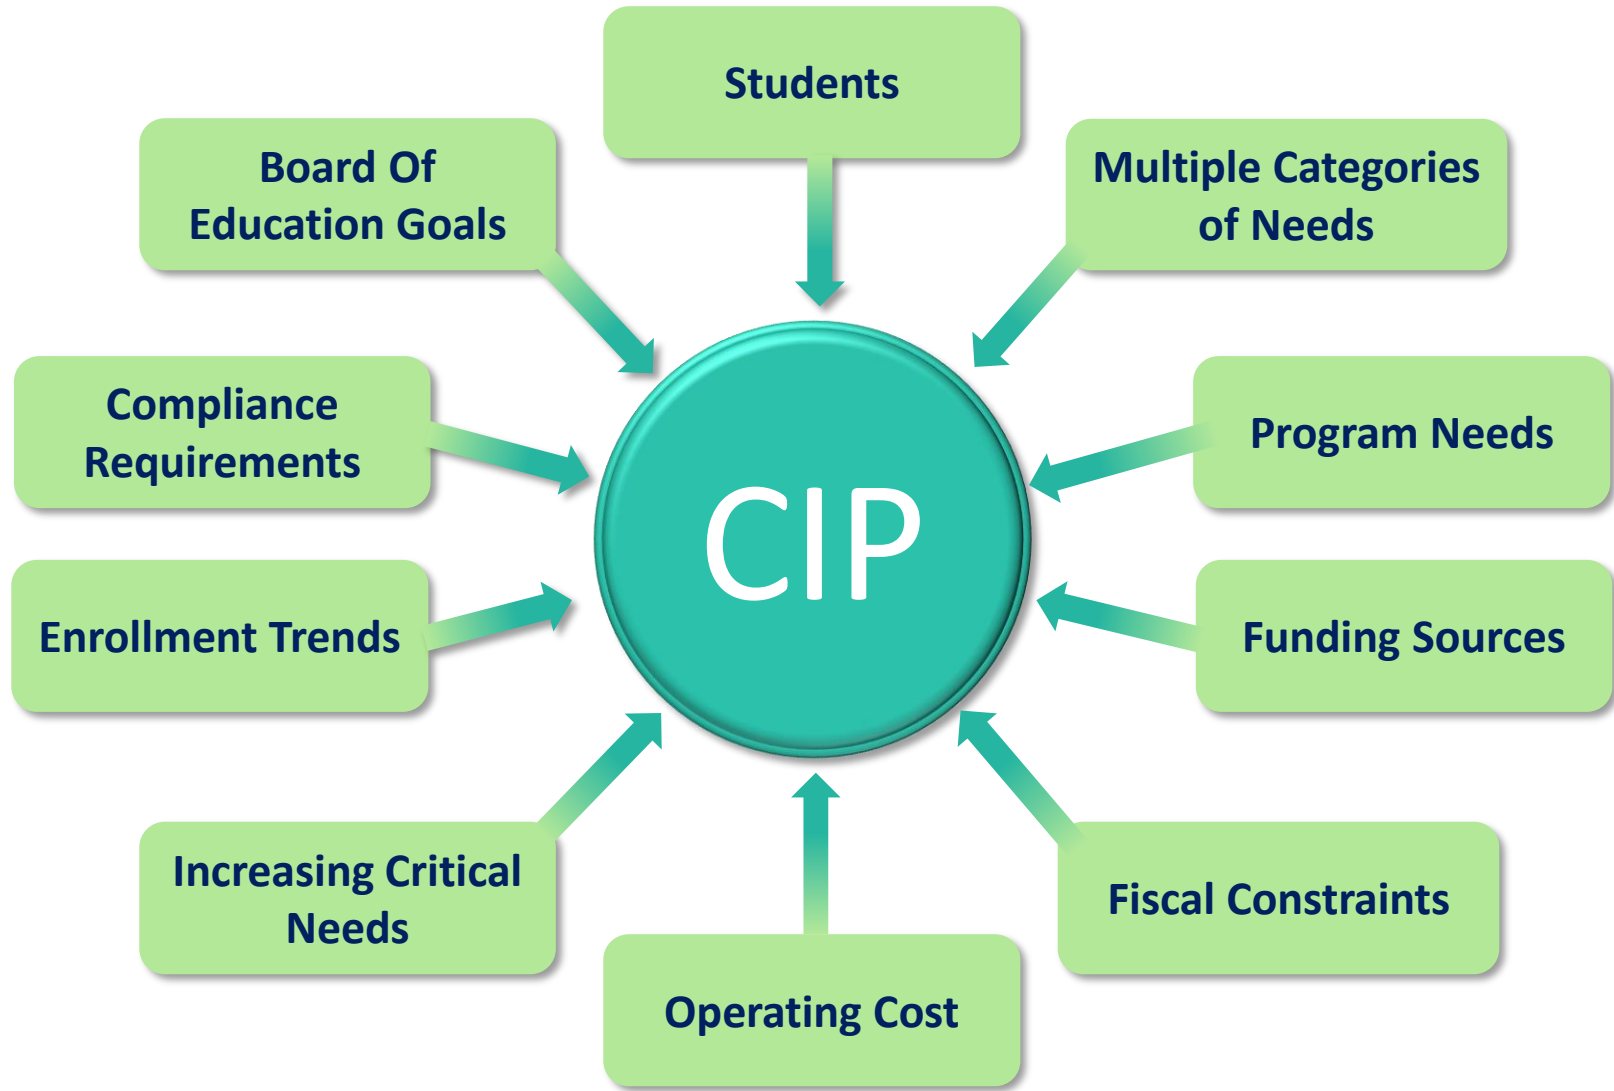 Students
Board Of
Education Goals
Multiple Categories
of Needs
Compliance
Requirements
Program Needs
CIP
Enrollment Trends
Funding Sources
Increasing Critical
Needs
Fiscal Constraints
Operating Cost